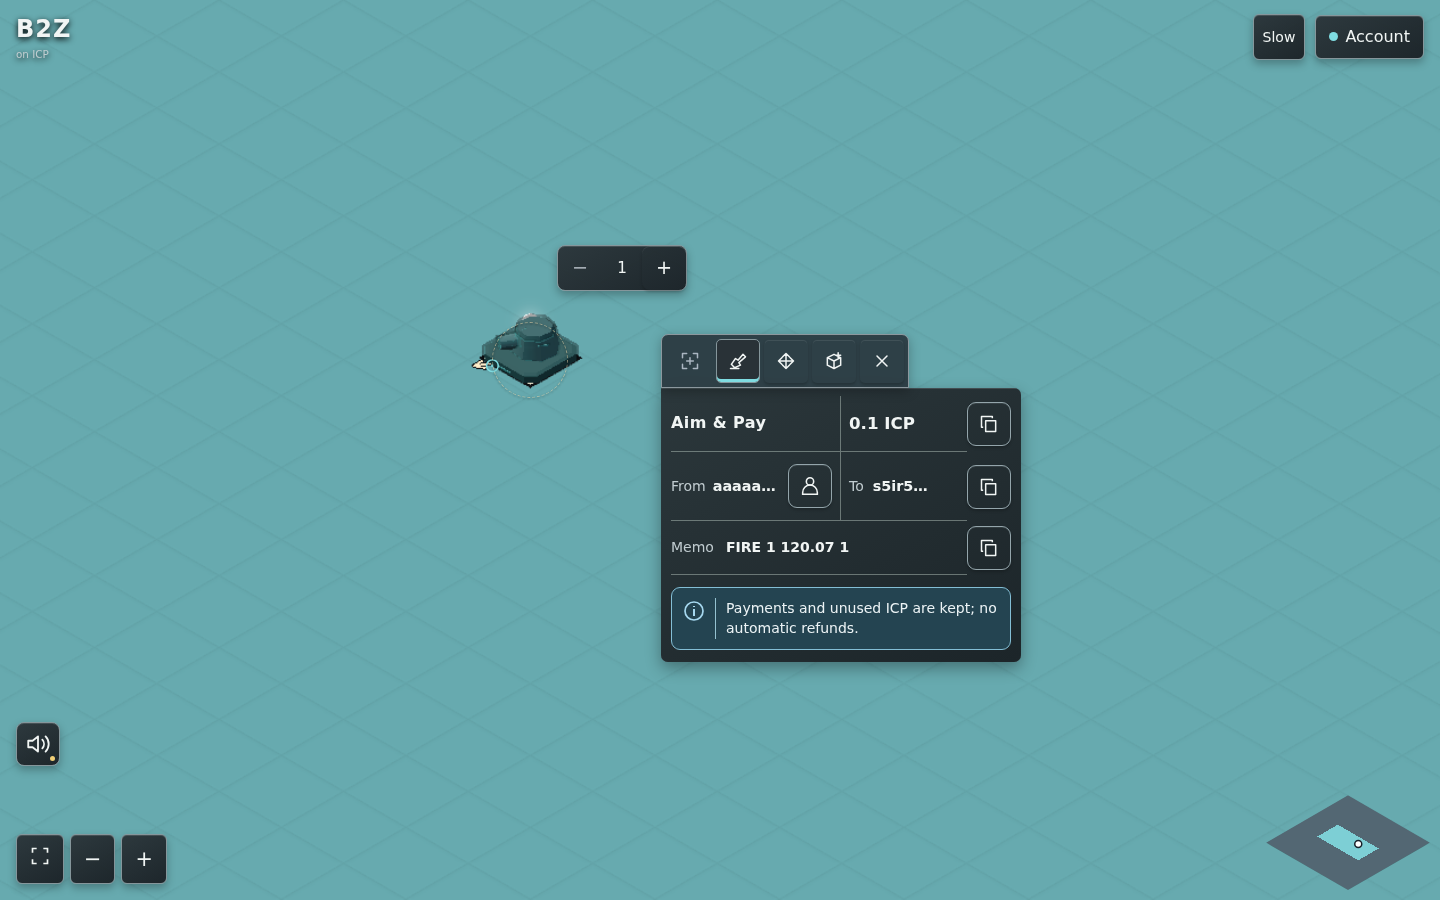 B2Z
on ICP
Slow
Account
− 1 +
Aim & Pay
0.1 ICP
From aaaaa…
To s5ir5…
Memo FIRE 1 120.07 1
Payments and unused ICP are kept; no
automatic refunds.
− +